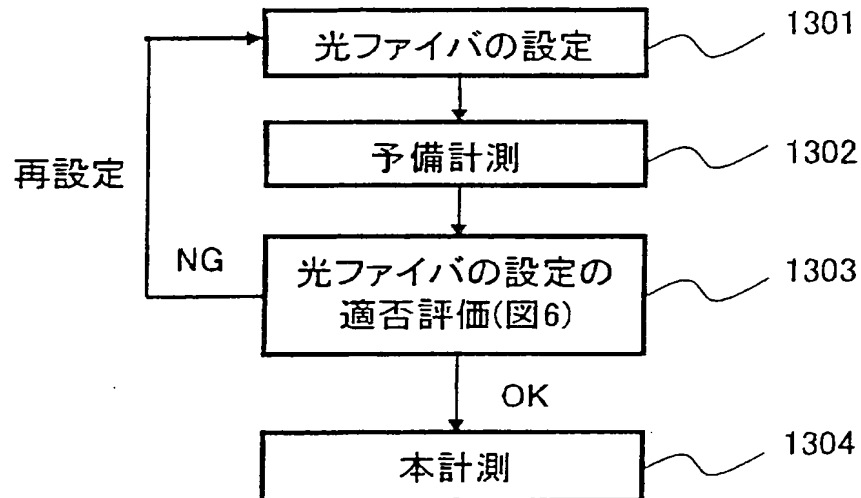 光ファイバの設定
1301
予備計測
1302
再設定
NG
光ファイバの設定の
適否評価(図6)
1303
OK
本計測
1304